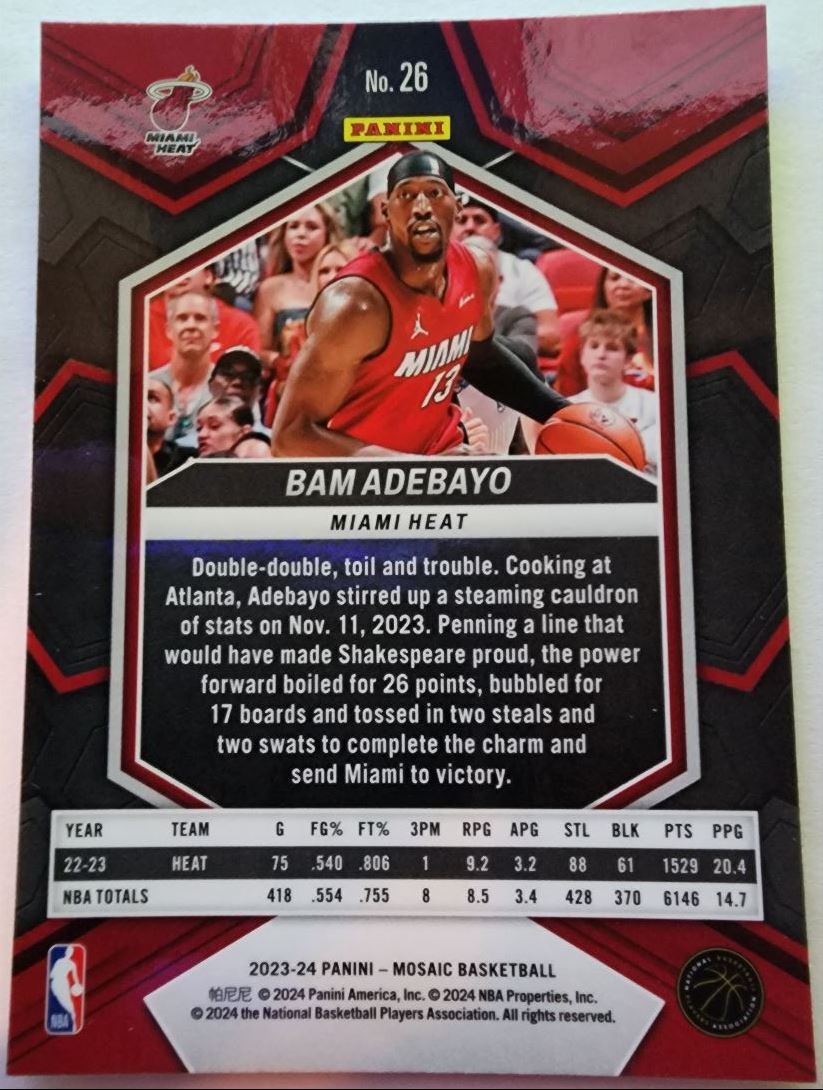 No. 26
MIAMI
HEAT
PANINI
MIAMI
13
BAM ADEBAYO
MIAMI HEAT
Double-double, toil and trouble. Cooking at
Atlanta, Adebayo stirred up a steaming cauldron
of stats on Nov. 11, 2023. Penning a line that
would have made Shakespeare proud, the power
forward boiled for 26 points, bubbled for
17 boards and tossed in two steals and
two swats to complete the charm and
send Miami to victory.
YEAR TEAM G FG% FT% 3PM RPG APG STL BLK PTS PPG
22-23 HEAT 75 .540 .806 1 9.2 3.2 88 61 1529 20.4
NBA TOTALS 418 .554 .755 8 8.5 3.4 428 370 6146 14.7
2023-24 PANINI – MOSAIC BASKETBALL
帕尼尼 © 2024 Panini America, Inc. © 2024 NBA Properties, Inc.
© 2024 the National Basketball Players Association. All rights reserved.
NBA
NATIONAL BASKETBALL
PLAYERS ASSOCIATION